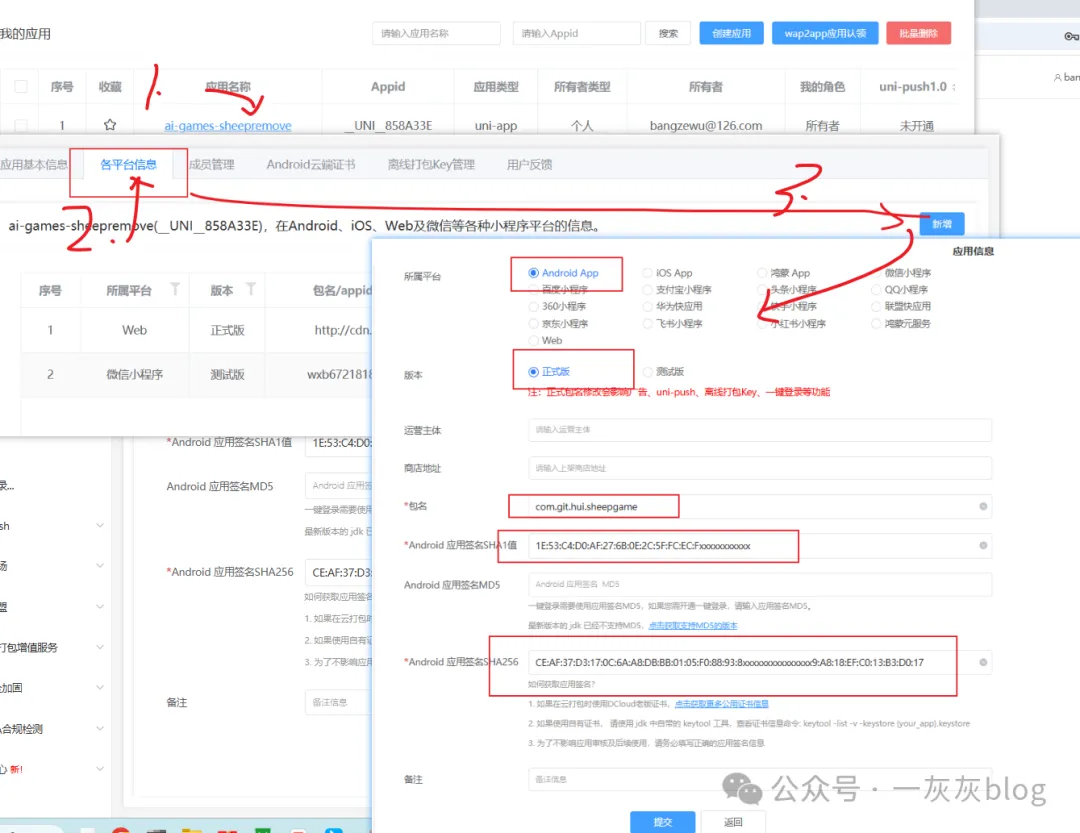 我的应用
请输入应用名称 请输入Appid 搜索 创建应用 wap2app应用认领 批量删除
序号 收藏 应用名称 Appid 应用类型 所有者类型 所有者 我的角色 uni-push1.0
1 ai-games-sheepremove __UNI__858A33E uni-app 个人 bangzewu@126.com 所有者 未开通
ban
1.
应用基本信息 各平台信息 成员管理 Android云端证书 离线打包Key管理 用户反馈
2.
3.
ai-games-sheepremove(__UNI__858A33E)，在Android、iOS、Web及微信等各种小程序平台的信息。
新增
序号 所属平台 版本 包名/appid
1 Web 正式版 http://cdn.
2 微信小程序 测试版 wxb6721818
*Android 应用签名SHA1值 1E:53:C4:D0:
Android 应用签名MD5 Android 应用签
一键登录需要使用
最新版本的 jdk 已
*Android 应用签名SHA256 CE:AF:37:D3:
如何获取应用签名
1. 如果在云打包时
2. 如果使用自有证
3. 为了不影响应用
备注 备注信息
录...
sh
场
盟
打包增值服务
全加固
A合规检测
心 新!
应用信息
所属平台
Android App iOS App 鸿蒙 App 微信小程序
百度小程序 支付宝小程序 头条小程序 QQ小程序
360小程序 华为快应用 快手小程序 联盟快应用
京东小程序 飞书小程序 小红书小程序 鸿蒙元服务
Web
版本 正式版 测试版
注：正式包名修改会影响广告、uni-push、离线打包Key、一键登录等功能
运营主体 请输入运营主体
商店地址 请输入上架商店地址
*包名 com.git.hui.sheepgame
*Android 应用签名SHA1值 1E:53:C4:D0:AF:27:6B:0E:2C:5F:FC:EC:Fxxxxxxxxxxx
Android 应用签名MD5 Android 应用签名 MD5
一键登录需要使用应用签名MD5，如果您需开通一键登录，请输入应用签名MD5。
最新版本的 jdk 已经不支持MD5，点击获取支持MD5的版本
*Android 应用签名SHA256 CE:AF:37:D3:17:0C:6A:A8:DB:BB:01:05:F0:88:93:8xxxxxxxxxxxxxxx9:A8:18:EF:C0:13:B3:D0:17
如何获取应用签名?
1. 如果在云打包时使用DCloud老版证书，点击获取更多公用证书信息
2. 如果使用自有证书， 请使用 jdk 中自带的 keytool 工具，查看证书信息命令: keytool -list -v -keystore {your_app}.keystore
3. 为了不影响应用审核及后续使用，请务必填写正确的应用签名信息
备注 备注信息
提交 返回
公众号 · 一灰灰blog